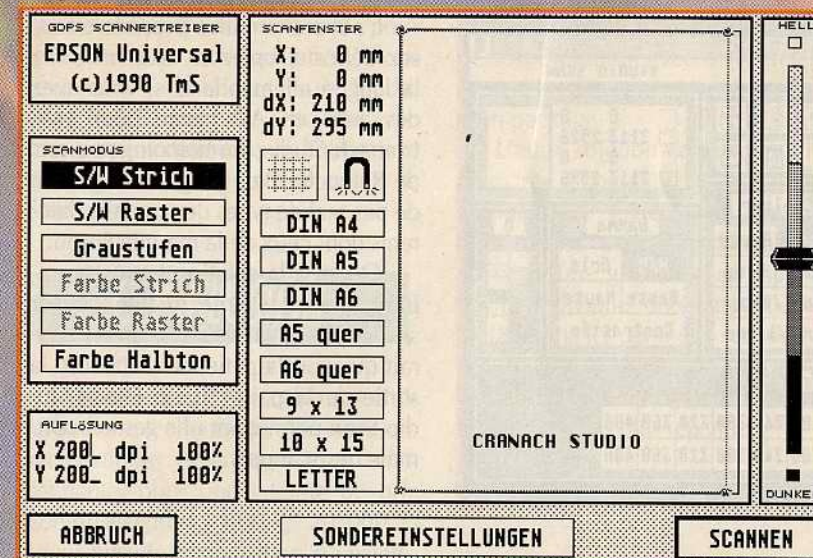 GDPS SCANNERTREIBER
EPSON Universal
(c)1990 TmS
SCANMODUS
S/W Strich
S/W Raster
Graustufen
Farbe Strich
Farbe Raster
Farbe Halbton
AUFLöSUNG
X 200_ dpi 100%
Y 200_ dpi 100%
SCANFENSTER
X: 0 mm
Y: 0 mm
dX: 210 mm
dY: 295 mm
DIN A4
DIN A5
DIN A6
A5 quer
A6 quer
9 x 13
10 x 15
LETTER
CRANACH STUDIO
HELL
DUNKE
ABBRUCH
SONDEREINSTELLUNGEN
SCANNEN